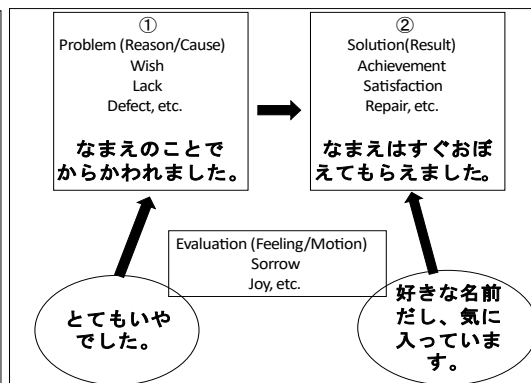 ①
Problem (Reason/Cause)
Wish
Lack
Defect, etc.
なまえのことで
からかわれました。
②
Solution(Result)
Achievement
Satisfaction
Repair, etc.
なまえはすぐおぼ
えてもらえました。
Evaluation (Feeling/Motion)
Sorrow
Joy, etc.
とてもいや
でした。
好きな名前
だし、気に
入っていま
す。